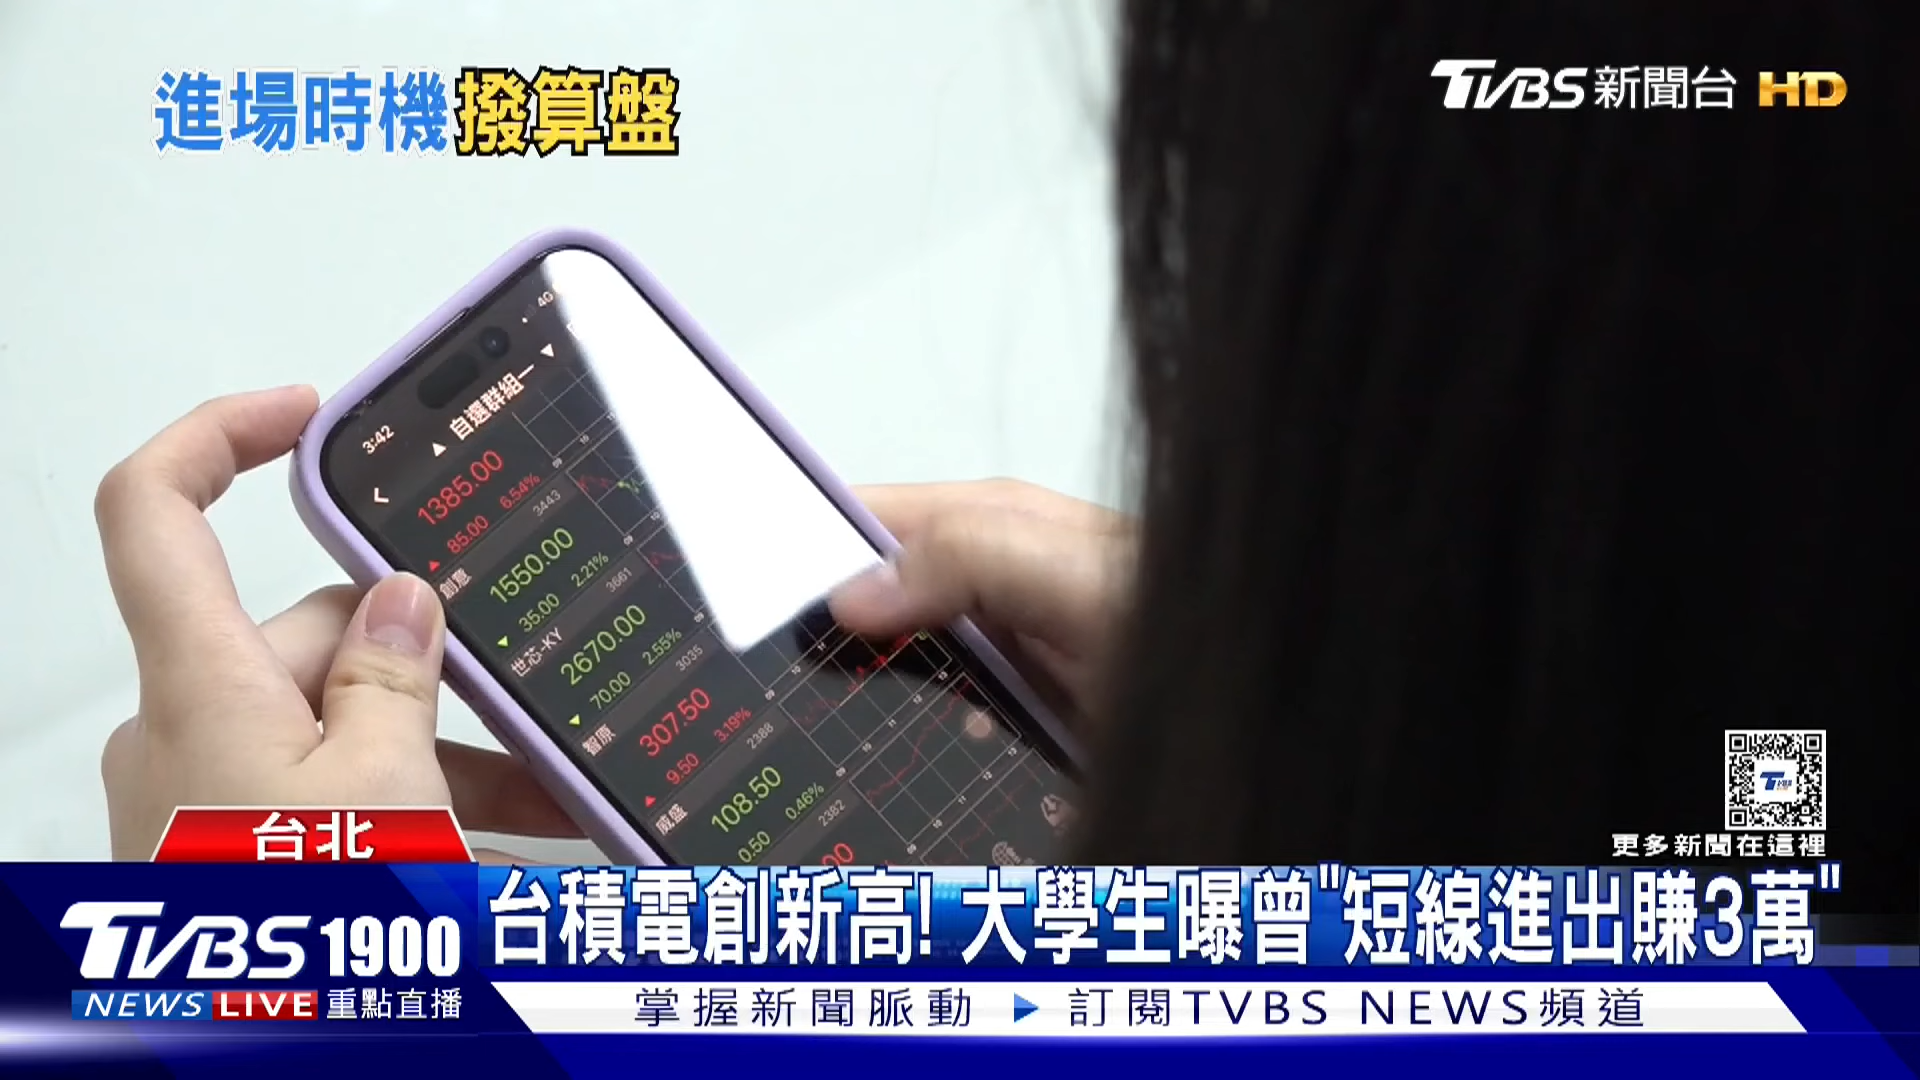 進場時機撥算盤
TVBS新聞台 HD
4G
3:42
▲ 自選群組一 ▼
1385.00
▲ 85.00 6.54%
創意 3443
1550.00
▼ 35.00 2.21%
世芯-KY 3661
2670.00
▼ 70.00 2.55%
智原 3035
307.50
▲ 9.50 3.19%
威盛 2388
108.50
0.50 0.46%
2382
更多新聞在這裡
台北
台積電創新高! 大學生曝曾"短線進出賺3萬"
TVBS 1900
NEWS LIVE 重點直播
掌握新聞脈動 ▶ 訂閱TVBS NEWS頻道